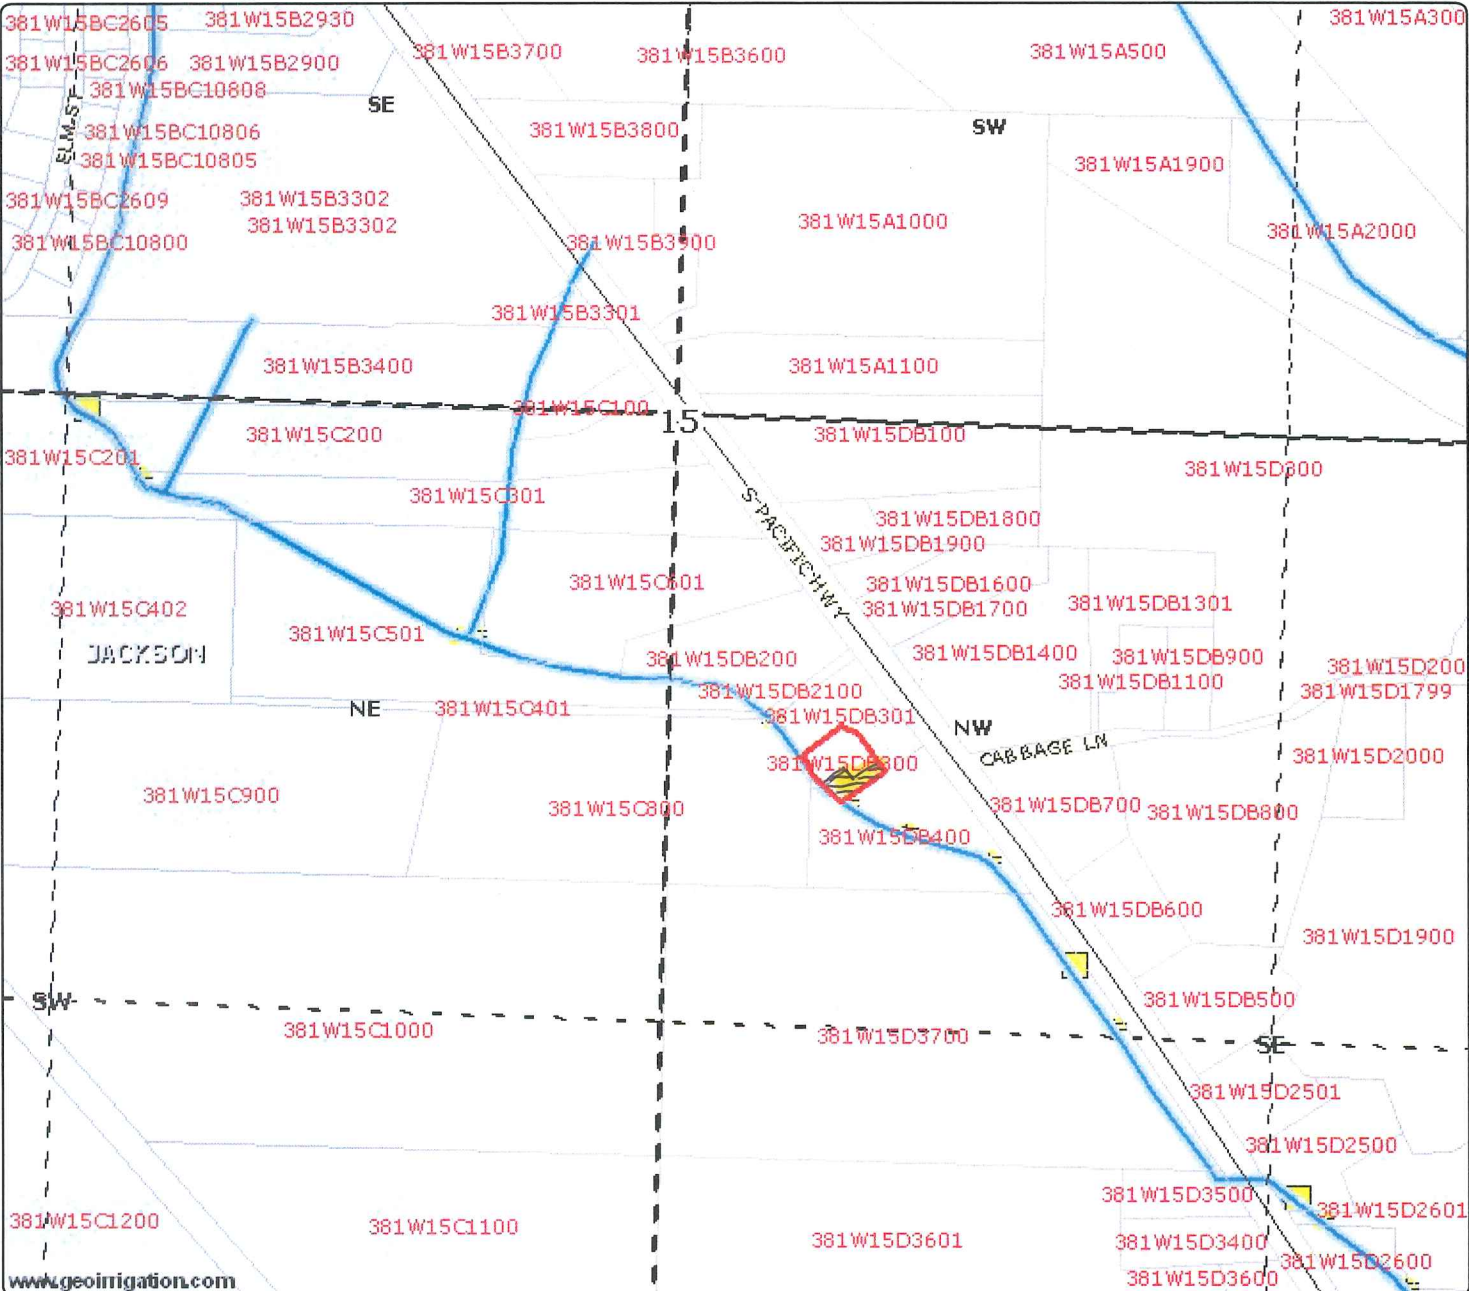 381W15BC2605
381W15B2930
381W15A300
381W15B3700
381W15B3600
381W15A500
381W15BC2606
381W15B2900
381W15BC10808
SE
381W15B3800
SW
381W15BC10806
ELM ST
381W15BC10805
381W15A1900
381W15BC2609
381W15B3302
381W15B3302
381W15A1000
381W15A2000
381W15BC10800
381W15B3900
381W15B3301
381W15B3400
381W15A1100
381W15C100
15
381W15C200
381W15DB100
381W15C201
381W15D300
381W15C301
S PACIFIC HWY
381W15DB1800
381W15DB1900
381W15C601
381W15DB1600
381W15C402
381W15DB1700
381W15DB1301
381W15C501
JACKSON
381W15DB200
381W15DB1400
381W15DB900
381W15D200
381W15DB2100
381W15DB1100
381W15D1799
NE
381W15C401
381W15DB301
NW
CABBAGE LN
381W15DB300
381W15D2000
381W15C900
381W15C800
381W15DB700
381W15DB800
381W15DB400
381W15DB600
381W15D1900
SW
381W15DB500
381W15C1000
381W15D3700
SE
381W15D2501
381W15D2500
381W15D3500
381W15D2601
381W15C1200
381W15C1100
381W15D3601
381W15D3400
381W15D2600
381W15D3600
www.geoirrigation.com